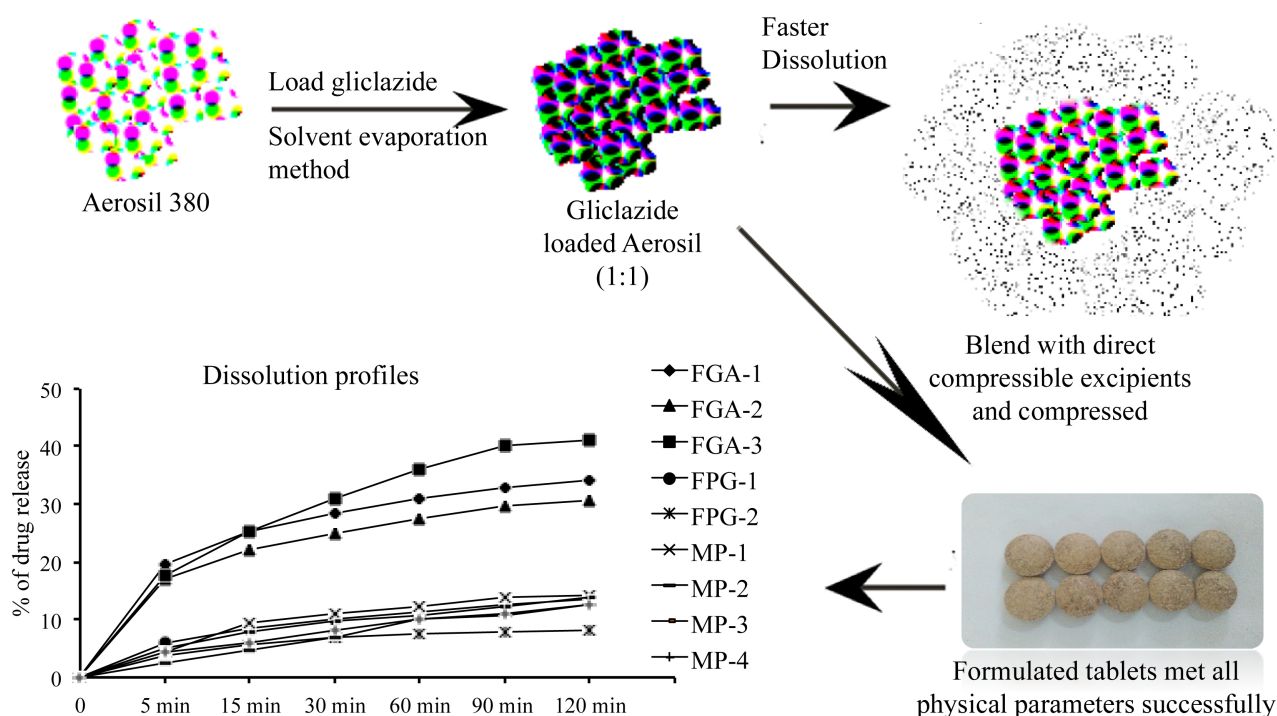 Load gliclazide
Solvent evaporation
method
Aerosil 380
Gliclazide
loaded Aerosil
(1:1)
Faster
Dissolution
Blend with direct
compressible excipients
and compressed
Formulated tablets met all
physical parameters successfully
Dissolution profiles
% of drug release
50
40
30
20
10
0
0 5 min 15 min 30 min 60 min 90 min 120 min
FGA-1
FGA-2
FGA-3
FPG-1
FPG-2
MP-1
MP-2
MP-3
MP-4